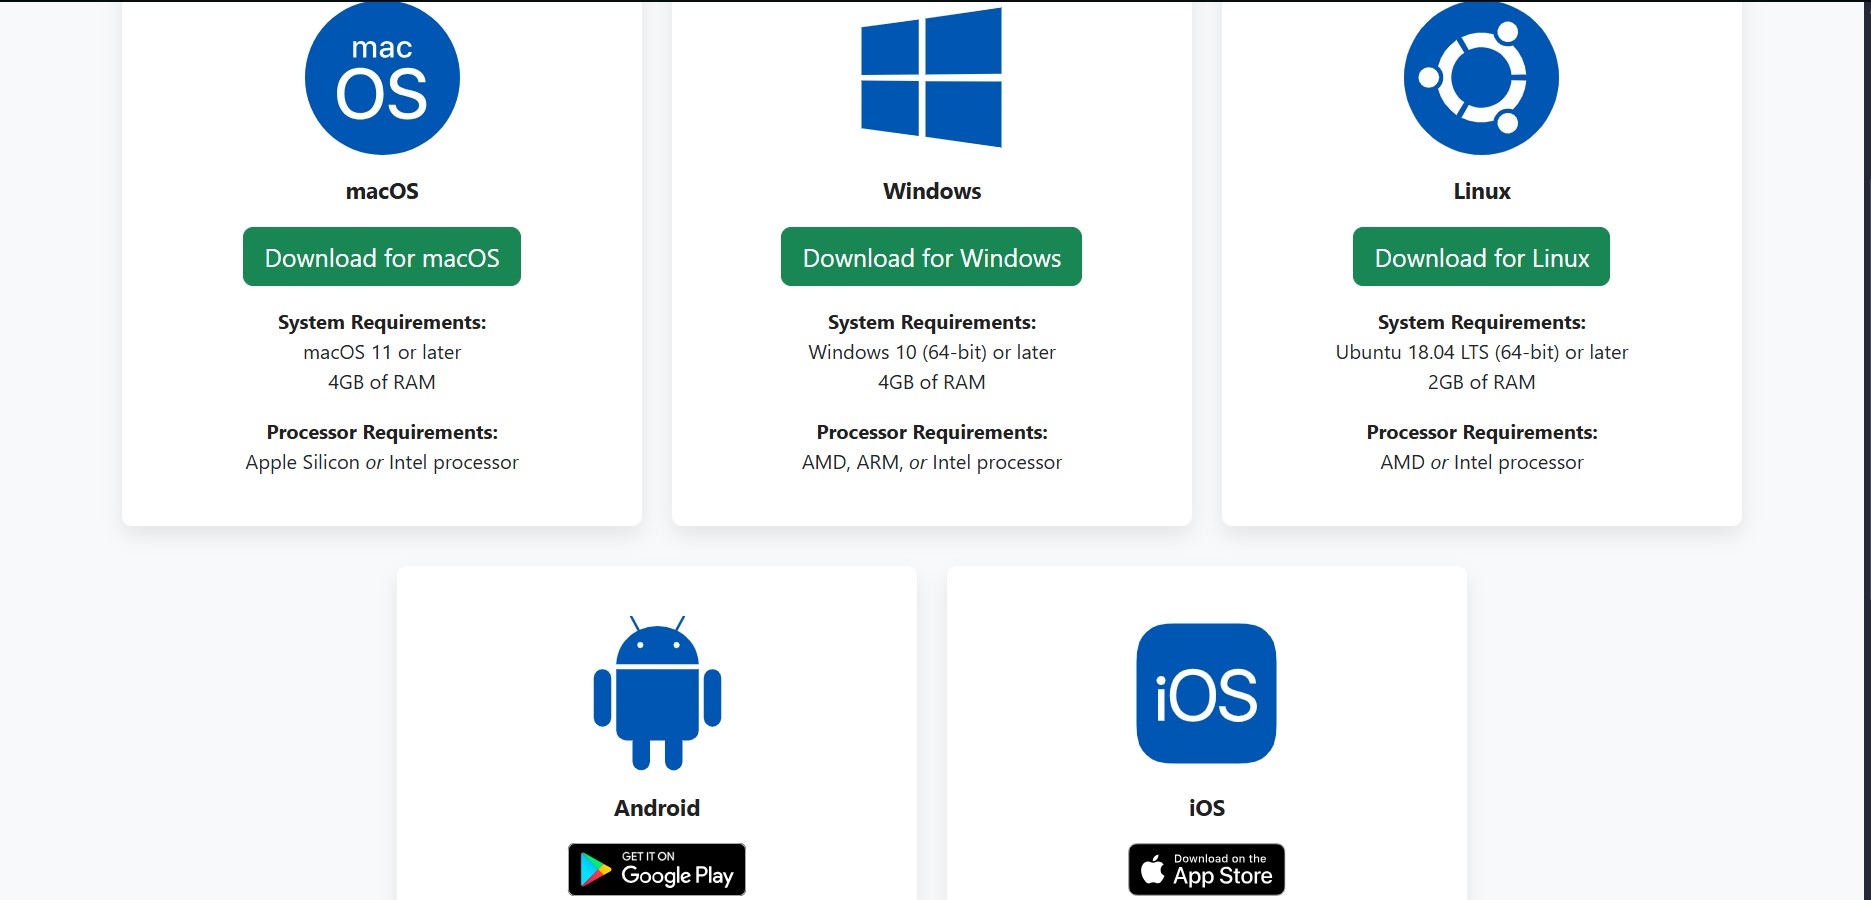 mac
OS
macOS
Download for macOS
System Requirements:
macOS 11 or later
4GB of RAM
Processor Requirements:
Apple Silicon or Intel processor
Windows
Download for Windows
System Requirements:
Windows 10 (64-bit) or later
4GB of RAM
Processor Requirements:
AMD, ARM, or Intel processor
Linux
Download for Linux
System Requirements:
Ubuntu 18.04 LTS (64-bit) or later
2GB of RAM
Processor Requirements:
AMD or Intel processor
Android
GET IT ON
Google Play
iOS
iOS
Download on the
App Store